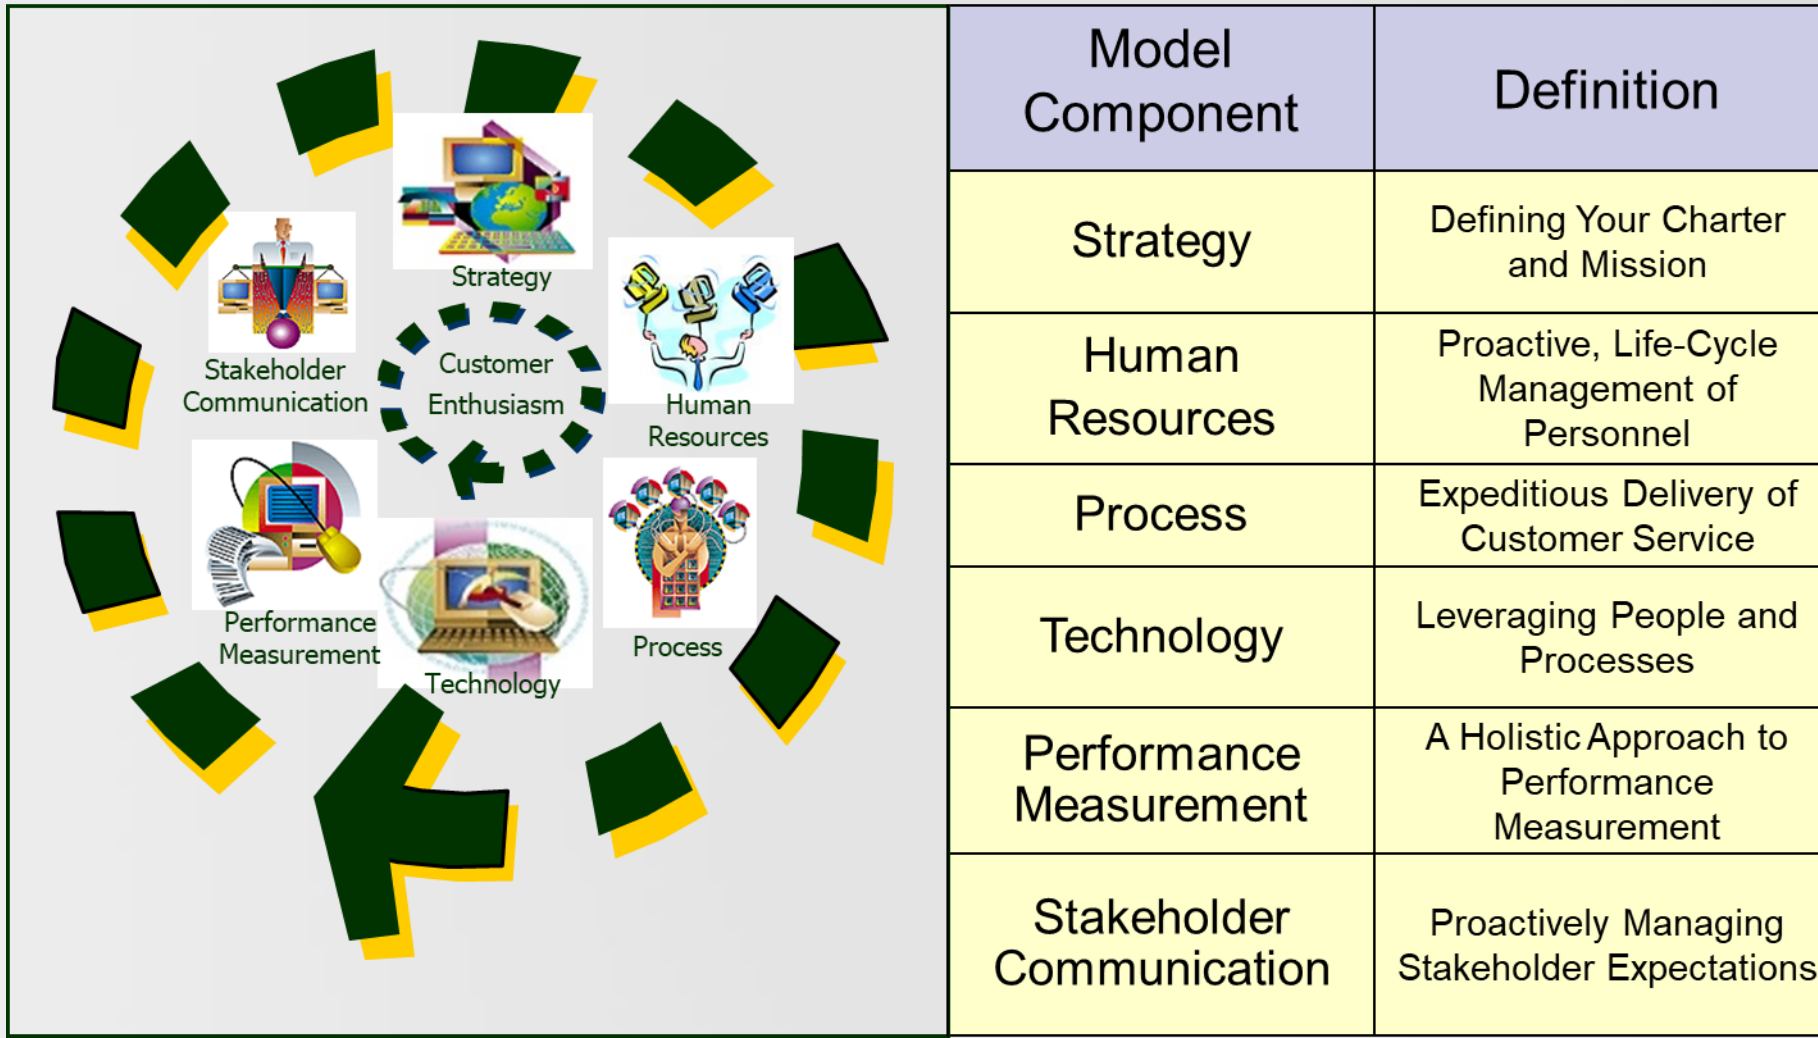 Strategy
Stakeholder
Communication
Customer
Enthusiasm
Human
Resources
Performance
Measurement
Process
Technology
Model
Component
Definition
Strategy
Defining Your Charter
and Mission
Human
Resources
Proactive, Life-Cycle
Management of
Personnel
Process
Expeditious Delivery of
Customer Service
Technology
Leveraging People and
Processes
Performance
Measurement
A Holistic Approach to
Performance
Measurement
Stakeholder
Communication
Proactively Managing
Stakeholder Expectations